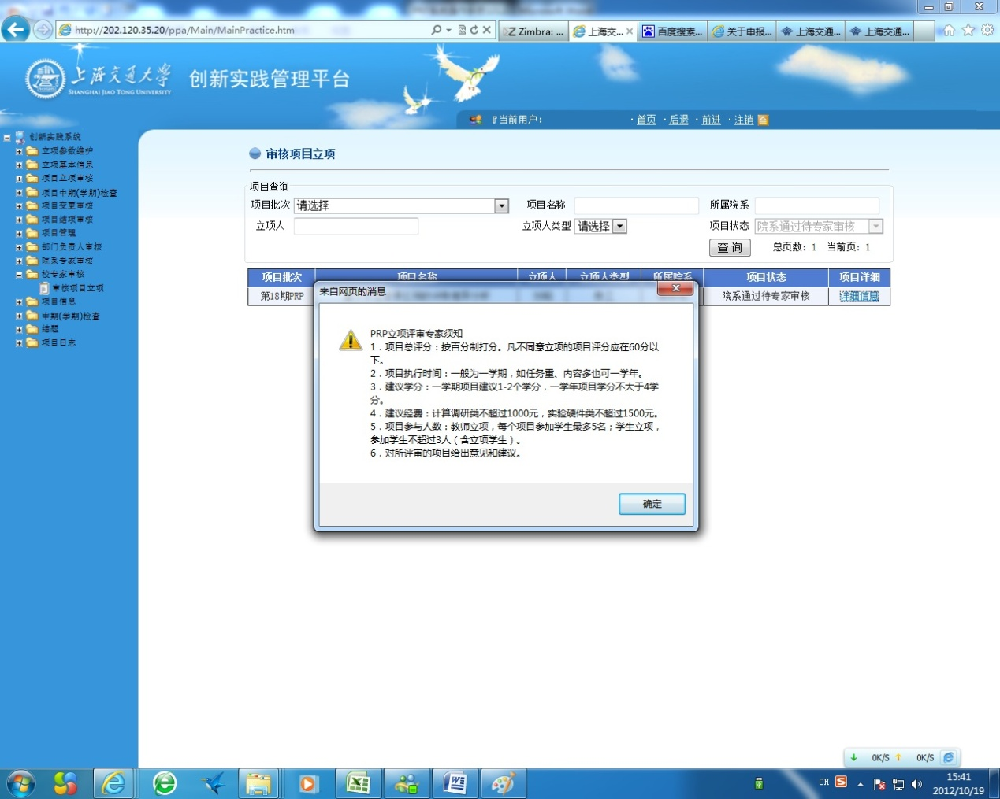 http://202.120.35.20/ppa/Main/MainPractice.htm
Zimbra: ...
上海交...
百度搜索...
关于申报...
上海交通...
上海交通...
上海交通大学
SHANGHAI JIAO TONG UNIVERSITY
创新实践管理平台
『当前用户:
·首页 ·后退 ·前进 ·注销
创新实践系统
立项参数维护
立项基本信息
项目立项审核
项目中期(学期)检查
项目变更审核
项目结项审核
项目管理
部门负责人审核
院系专家审核
校专家审核
审核项目立项
项目信息
中期(学期)检查
结题
项目日志
审核项目立项
项目查询
项目批次 请选择 项目名称 所属院系
立项人 立项人类型 请选择 项目状态 院系通过待专家审核
查 询 总页数: 1 当前页: 1
项目批次 项目名称 立项人 立项人类型 所属院系 项目状态 项目详细
第18期PRP 院系通过待专家审核 详细信息
来自网页的消息
PRP立项评审专家须知
1．项目总评分：按百分制打分。凡不同意立项的项目评分应在60分以
下。
2．项目执行时间：一般为一学期，如任务重、内容多也可一学年。
3．建议学分：一学期项目建议1-2个学分，一学年项目学分不大于4学
分。
4．建议经费：计算调研类不超过1000元，实验硬件类不超过1500元。
5．项目参与人数：教师立项，每个项目参加学生最多5名；学生立项，
参加学生不超过3人（含立项学生）。
6．对所评审的项目给出意见和建议。
确定
0K/S 0K/S
CH
15:41
2012/10/19